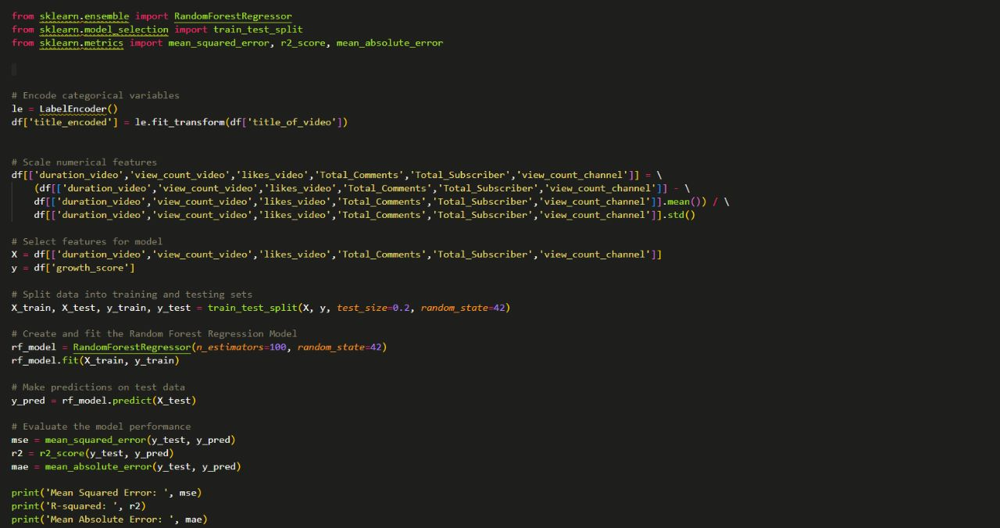 from sklearn.ensemble import RandomForestRegressor
from sklearn.model_selection import train_test_split
from sklearn.metrics import mean_squared_error, r2_score, mean_absolute_error
# Encode categorical variables
le = LabelEncoder()
df['title_encoded'] = le.fit_transform(df['title_of_video'])
# Scale numerical features
df[['duration_video','view_count_video','likes_video','Total_Comments','Total_Subscriber','view_count_channel']] = \
    (df[['duration_video','view_count_video','likes_video','Total_Comments','Total_Subscriber','view_count_channel']] - \
    df[['duration_video','view_count_video','likes_video','Total_Comments','Total_Subscriber','view_count_channel']].mean()) / \
    df[['duration_video','view_count_video','likes_video','Total_Comments','Total_Subscriber','view_count_channel']].std()
# Select features for model
X = df[['duration_video','view_count_video','likes_video','Total_Comments','Total_Subscriber','view_count_channel']]
y = df['growth_score']
# Split data into training and testing sets
X_train, X_test, y_train, y_test = train_test_split(X, y, test_size=0.2, random_state=42)
# Create and fit the Random Forest Regression Model
rf_model = RandomForestRegressor(n_estimators=100, random_state=42)
rf_model.fit(X_train, y_train)
# Make predictions on test data
y_pred = rf_model.predict(X_test)
# Evaluate the model performance
mse = mean_squared_error(y_test, y_pred)
r2 = r2_score(y_test, y_pred)
mae = mean_absolute_error(y_test, y_pred)
print('Mean Squared Error: ', mse)
print('R-squared: ', r2)
print('Mean Absolute Error: ', mae)